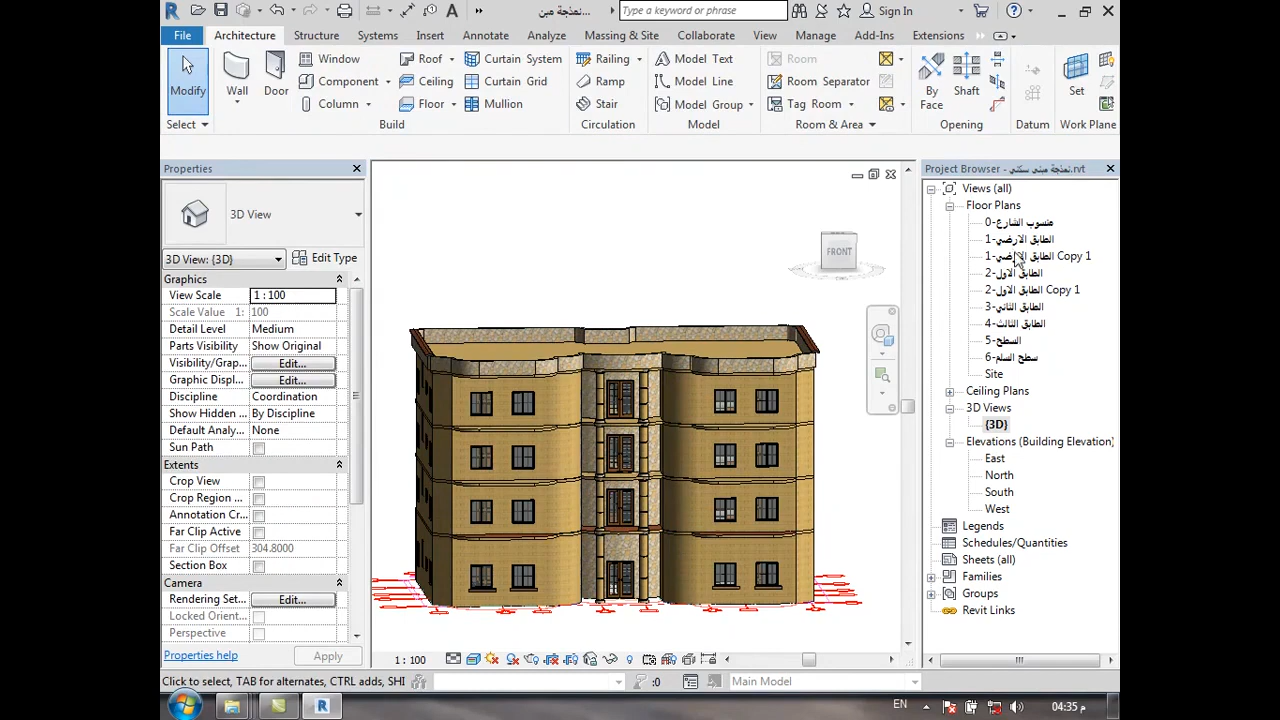 نمذجة مبن...
Type a keyword or phrase
Sign In
File
Architecture
Structure
Systems
Insert
Annotate
Analyze
Massing & Site
Collaborate
View
Manage
Add-Ins
Extensions
Modify
Wall
Door
Window
Component
Column
Roof
Ceiling
Floor
Curtain System
Curtain Grid
Mullion
Railing
Ramp
Stair
Model Text
Model Line
Model Group
Room
Room Separator
Tag Room
By Face
Shaft
Set
Select
Build
Circulation
Model
Room & Area
Opening
Datum
Work Plane
Properties
3D View
3D View: {3D}
Edit Type
Graphics
View Scale
1 : 100
Scale Value 1:
100
Detail Level
Medium
Parts Visibility
Show Original
Visibility/Grap...
Edit...
Graphic Displ...
Edit...
Discipline
Coordination
Show Hidden ...
By Discipline
Default Analy...
None
Sun Path
Extents
Crop View
Crop Region ...
Annotation Cr...
Far Clip Active
Far Clip Offset
304.8000
Section Box
Camera
Rendering Set...
Edit...
Locked Orient...
Perspective
Properties help
Apply
FRONT
1 : 100
Project Browser - نمذجة مبنى سكني.rvt
Views (all)
Floor Plans
0-منسوب الشارع
1-الطابق الارضي
1-الطابق الارضي Copy 1
2-الطابق الاول
2-الطابق الاول Copy 1
3-الطابق الثاني
4-الطابق الثالث
5-السطح
6-سطح السلم
Site
Ceiling Plans
3D Views
{3D}
Elevations (Building Elevation)
East
North
South
West
Legends
Schedules/Quantities
Sheets (all)
Families
Groups
Revit Links
Click to select, TAB for alternates, CTRL adds, SHI
:0
Main Model
EN
04:35 م